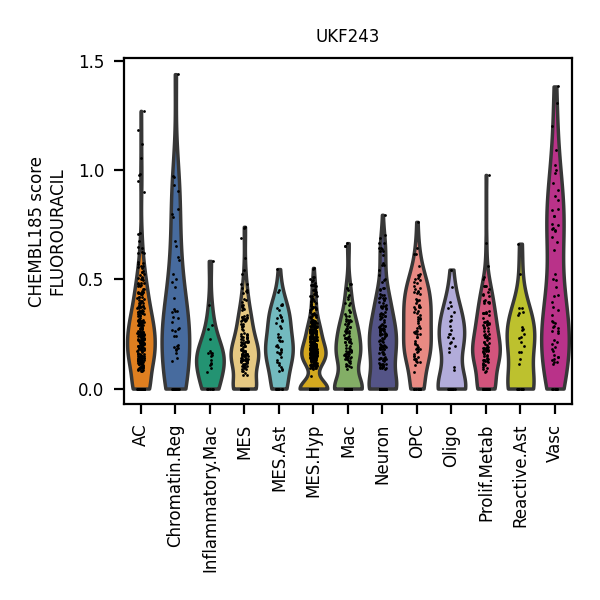 UKF243
CHEMBL185 score
FLUOROURACIL
1.5
1.0
0.5
0.0
AC
Chromatin.Reg
Inflammatory.Mac
MES
MES.Ast
MES.Hyp
Mac
Neuron
OPC
Oligo
Prolif.Metab
Reactive.Ast
Vasc